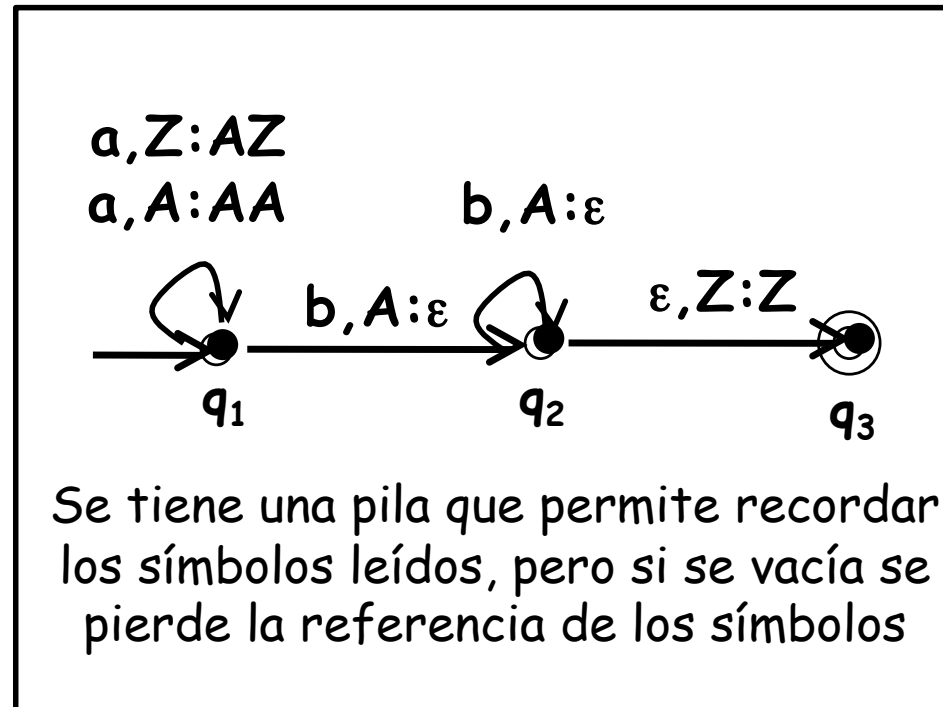 a,Z:AZ
a,A:AA
b,A:ε
b,A:ε
ε,Z:Z
q₁
q₂
q₃
Se tiene una pila que permite recordar
los símbolos leídos, pero si se vacía se
pierde la referencia de los símbolos